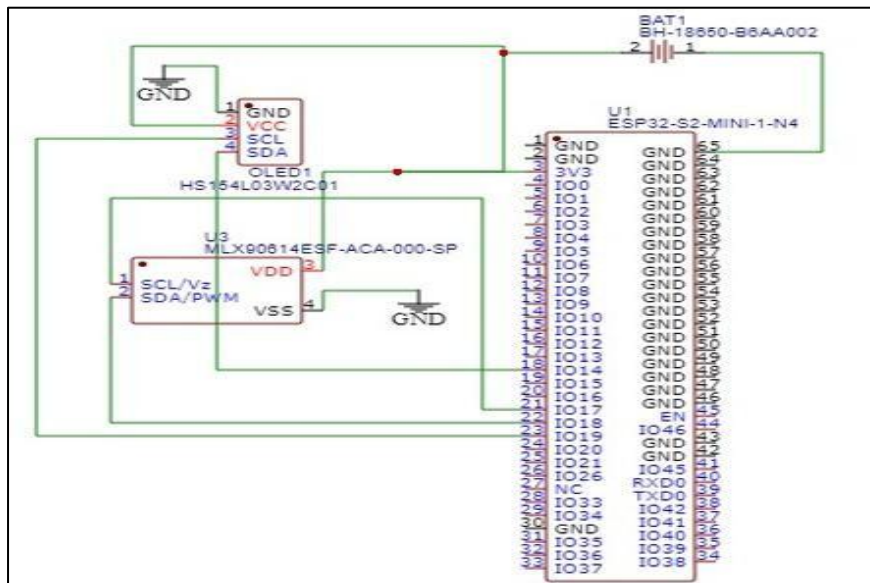 BAT1
BH-18650-B6AA002
2 1
GND
1 GND
2 VCC
3 SCL
4 SDA
OLED1
HS154L03W2C01
U3
MLX90614ESF-ACA-000-SP
1 SCL/Vz
2 SDA/PWM
VDD 3
VSS 4
GND
U1
ESP32-S2-MINI-1-N4
1 GND
2 GND
3 3V3
4 IO0
5 IO1
6 IO2
7 IO3
8 IO4
9 IO5
10 IO6
11 IO7
12 IO8
13 IO9
14 IO10
15 IO11
16 IO12
17 IO13
18 IO14
19 IO15
20 IO16
21 IO17
22 IO18
23 IO19
24 IO20
25 IO21
26 IO26
27 NC
28 IO33
29 IO34
30 GND
31 IO35
32 IO36
33 IO37
GND 65
GND 64
GND 63
GND 62
GND 61
GND 60
GND 59
GND 58
GND 57
GND 56
GND 55
GND 54
GND 53
GND 52
GND 51
GND 50
GND 49
GND 48
GND 47
GND 46
EN 45
IO46 44
GND 43
GND 42
IO45 41
RXD0 40
TXD0 39
IO42 38
IO41 37
IO40 36
IO39 35
IO38 34